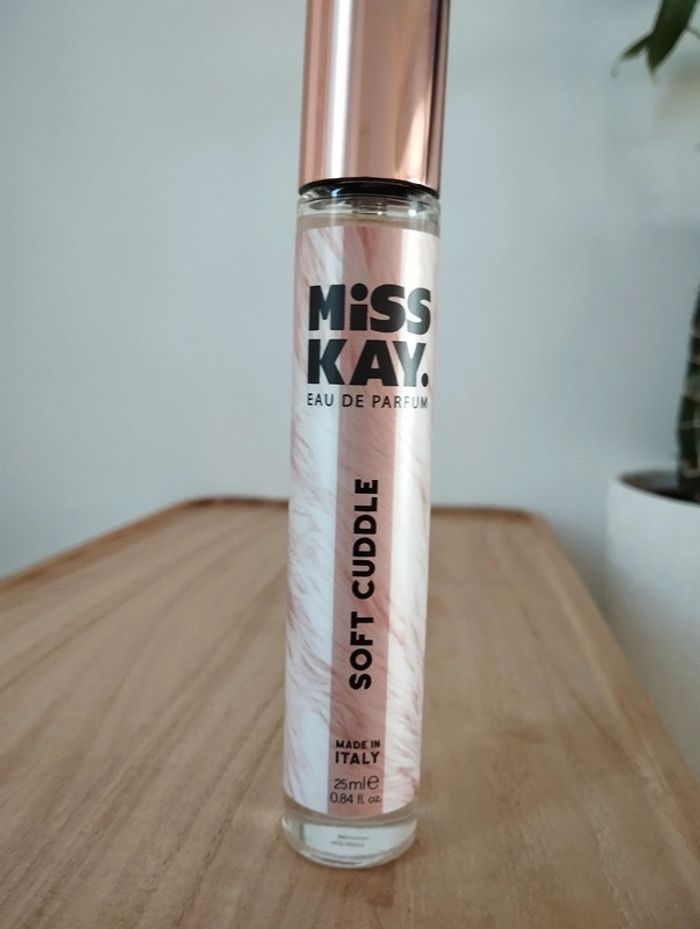 MiSS
KAY.
EAU DE PARFUM
SOFT CUDDLE
MADE IN
ITALY
25ml e
0.84 fl. oz.